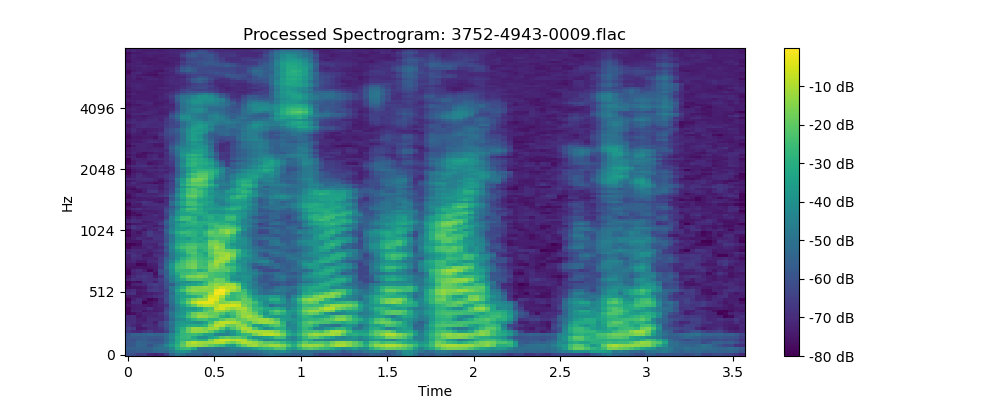 Processed Spectrogram: 3752-4943-0009.flac
Hz
4096
2048
1024
512
0
0 0.5 1 1.5 2 2.5 3 3.5
Time
-10 dB
-20 dB
-30 dB
-40 dB
-50 dB
-60 dB
-70 dB
-80 dB